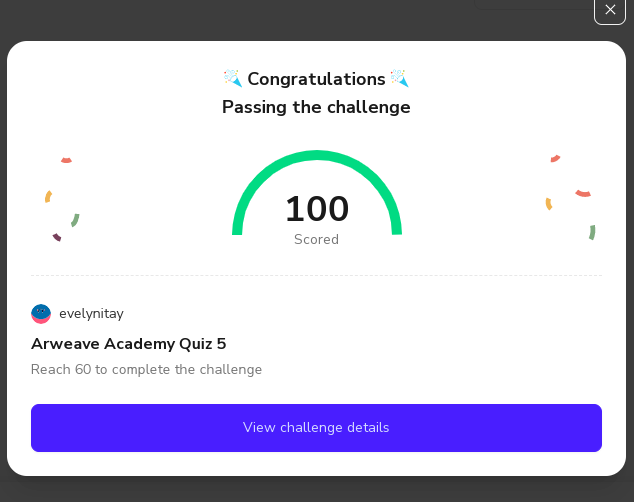 Congratulations
Passing the challenge
100
Scored
evelynitay
Arweave Academy Quiz 5
Reach 60 to complete the challenge
View challenge details